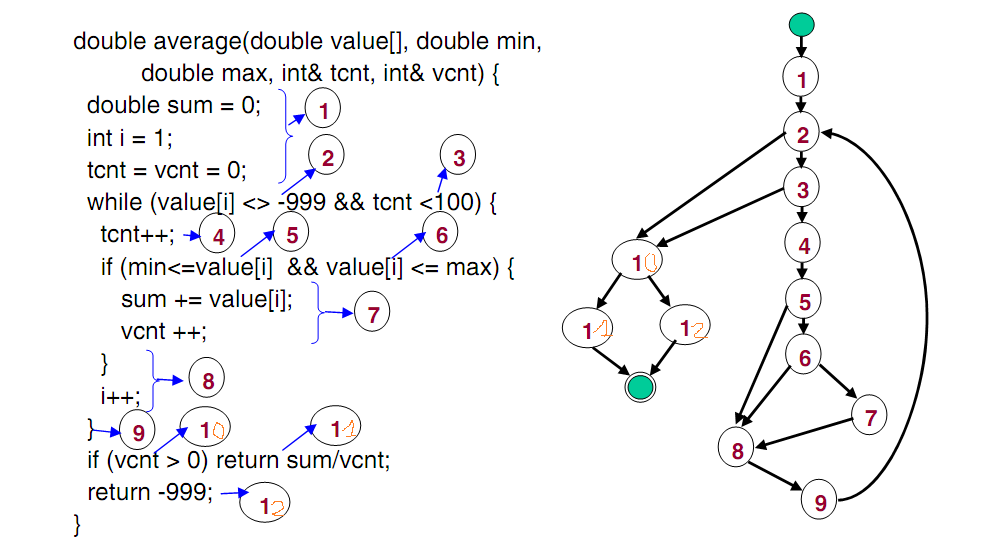 double average(double value[], double min,
double max, int& tcnt, int& vcnt) {
double sum = 0;
1
int i = 1;
tcnt = vcnt = 0;
2
3
while (value[i] <> -999 && tcnt <100) {
tcnt++;
4
5
6
if (min<=value[i] && value[i] <= max) {
sum += value[i];
7
vcnt ++;
}
8
i++;
}
9
10
11
if (vcnt > 0) return sum/vcnt;
return -999;
12
}
1
2
3
4
10
5
11
12
6
7
8
9